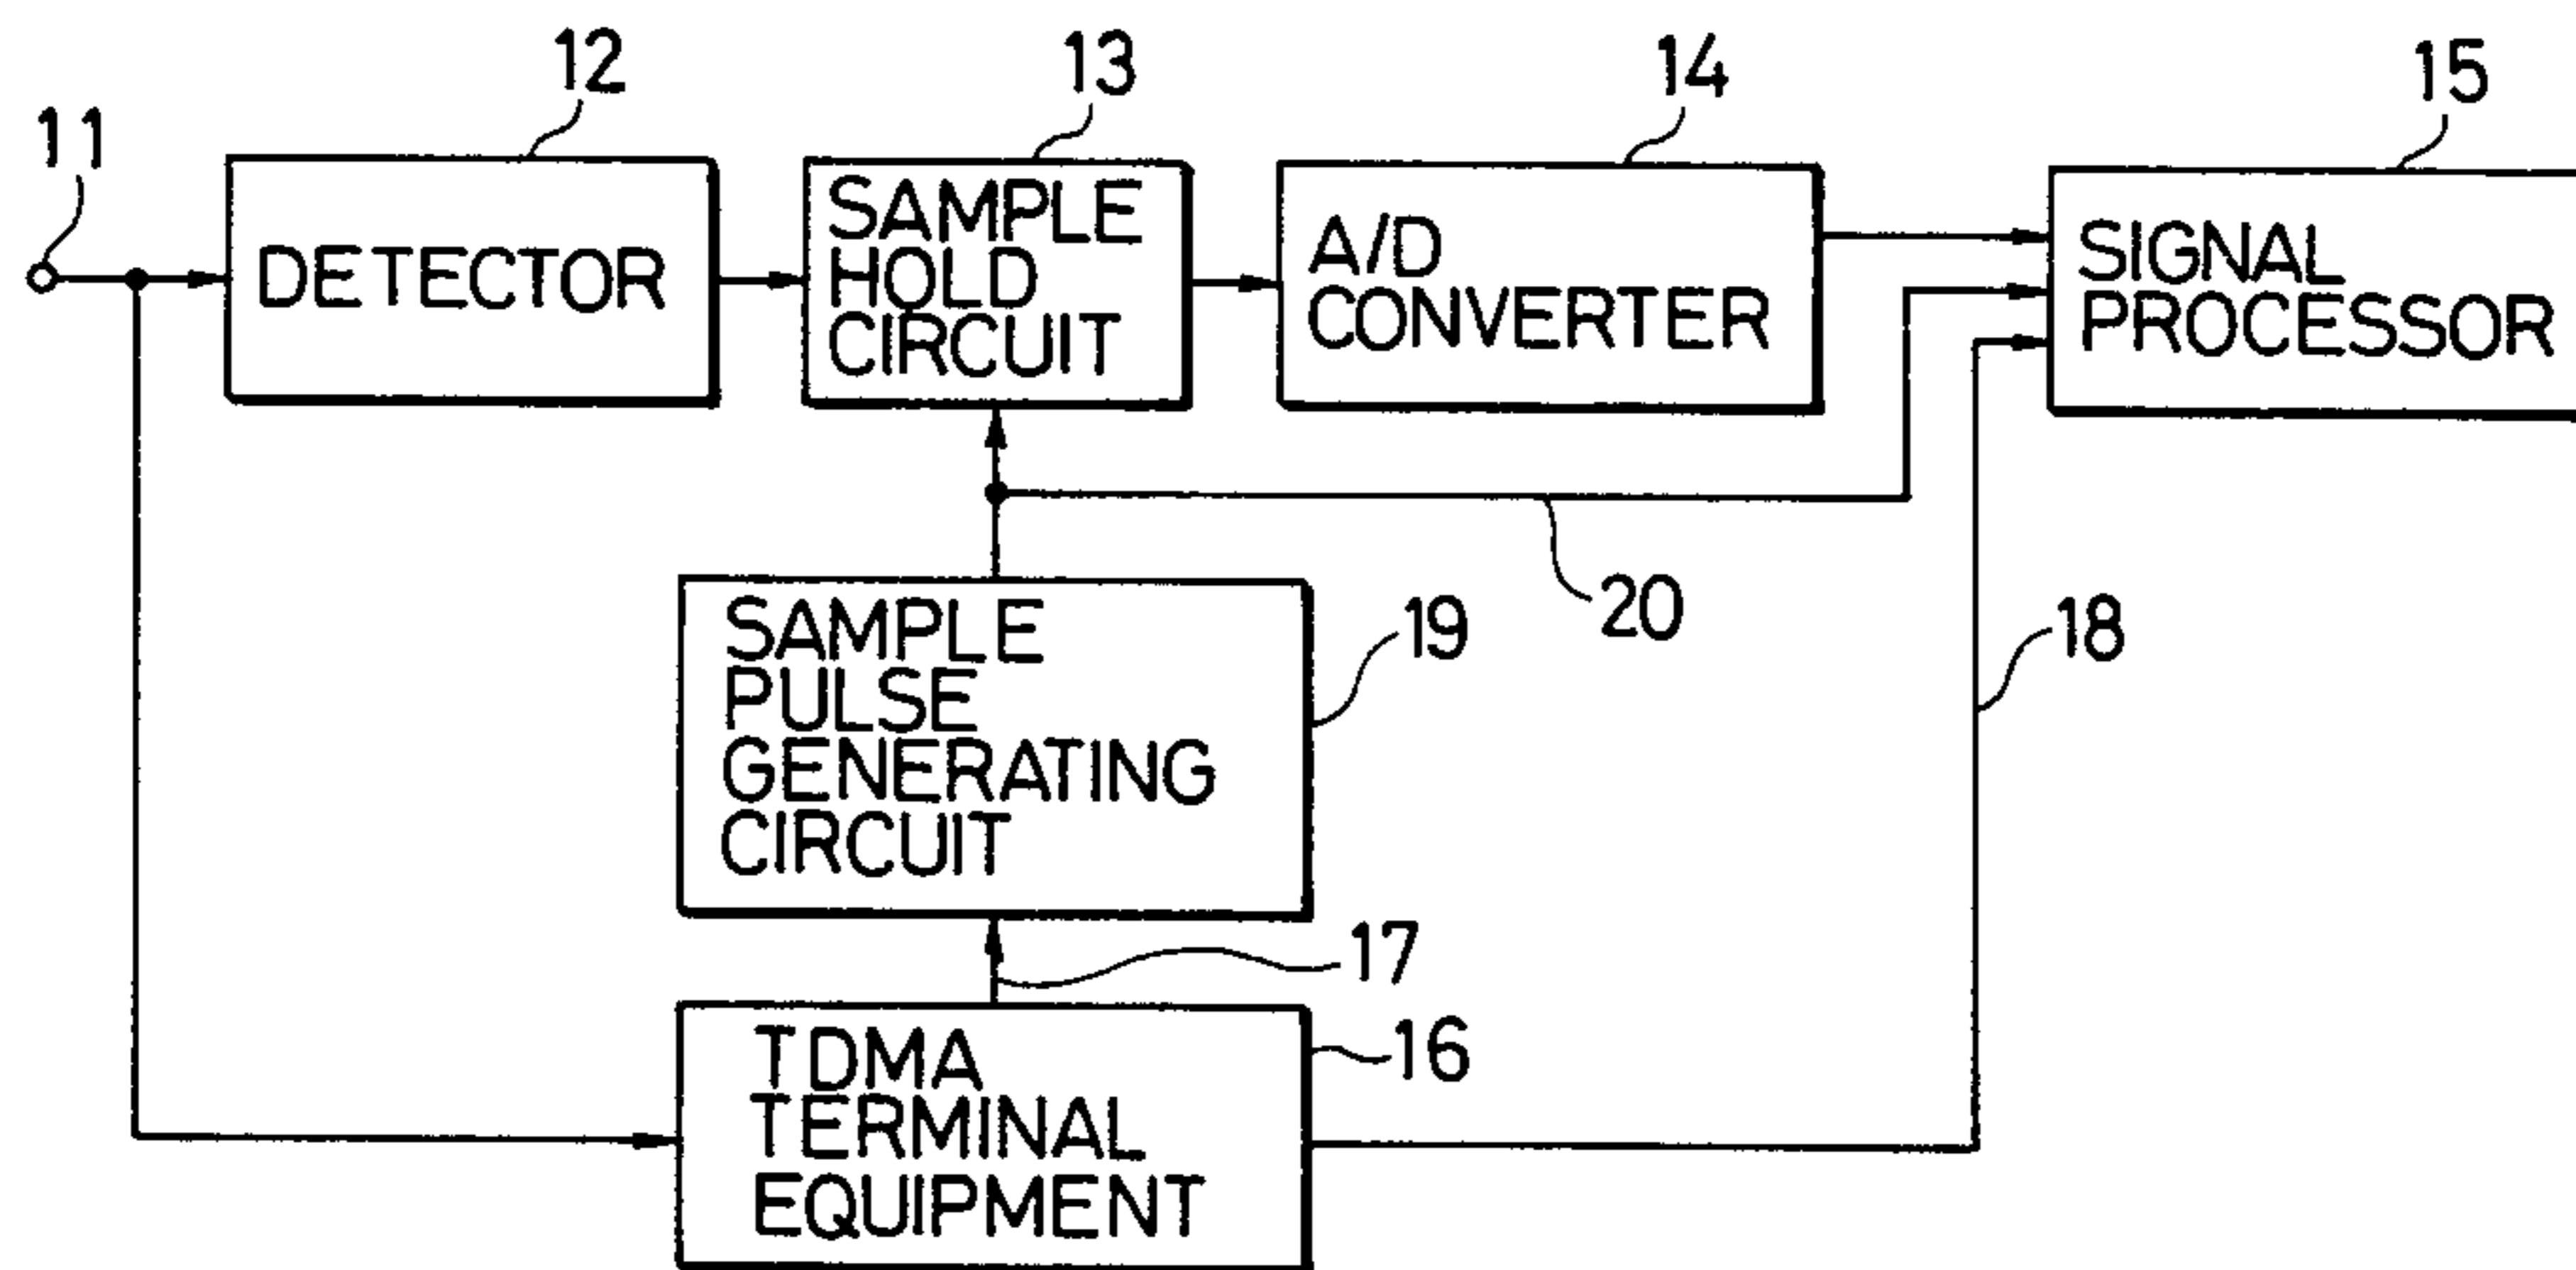 11
12
13
14
15
DETECTOR
SAMPLE
HOLD
CIRCUIT
A/D
CONVERTER
SIGNAL
PROCESSOR
20
18
SAMPLE
PULSE
GENERATING
CIRCUIT
19
17
TDMA
TERMINAL
EQUIPMENT
16